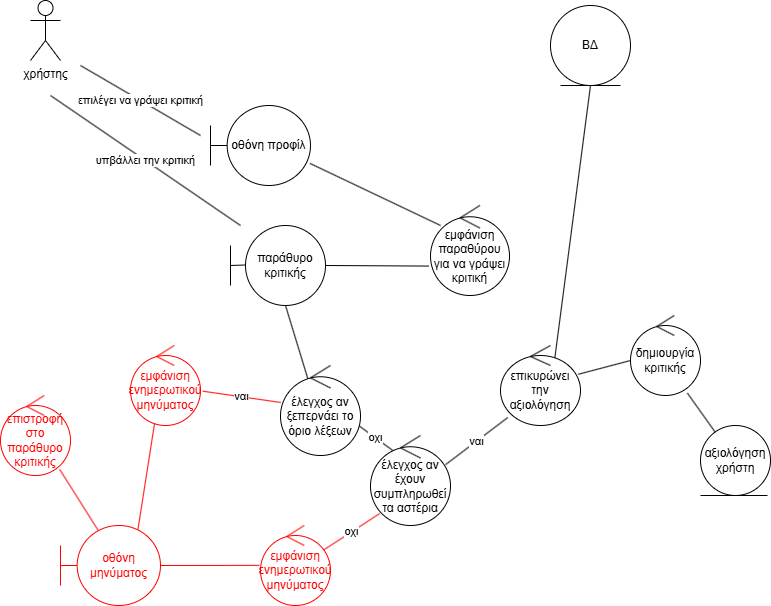 χρήστης
ΒΔ
επιλέγει να γράψει κριτική
οθόνη προφίλ
υπβάλλει την κριτική
εμφάνιση
παραθύρου
για να γράψει
κριτική
παράθυρο
κριτικής
δημιουργία
κριτικής
εμφάνιση
ενημερωτικού
μηνύματος
ναι
έλεγχος αν
ξεπερνάει το
όριο λέξεων
επικυρώνει
την
αξιολόγηση
επιστροφή
στο
παράθυρο
κριτικής
οχι
ναι
αξιολόγηση
χρήστη
έλεγχος αν
έχουν
συμπληρωθεί
τα αστέρια
οχι
οθόνη
μηνύματος
εμφάνιση
ενημερωτικού
μηνύματος